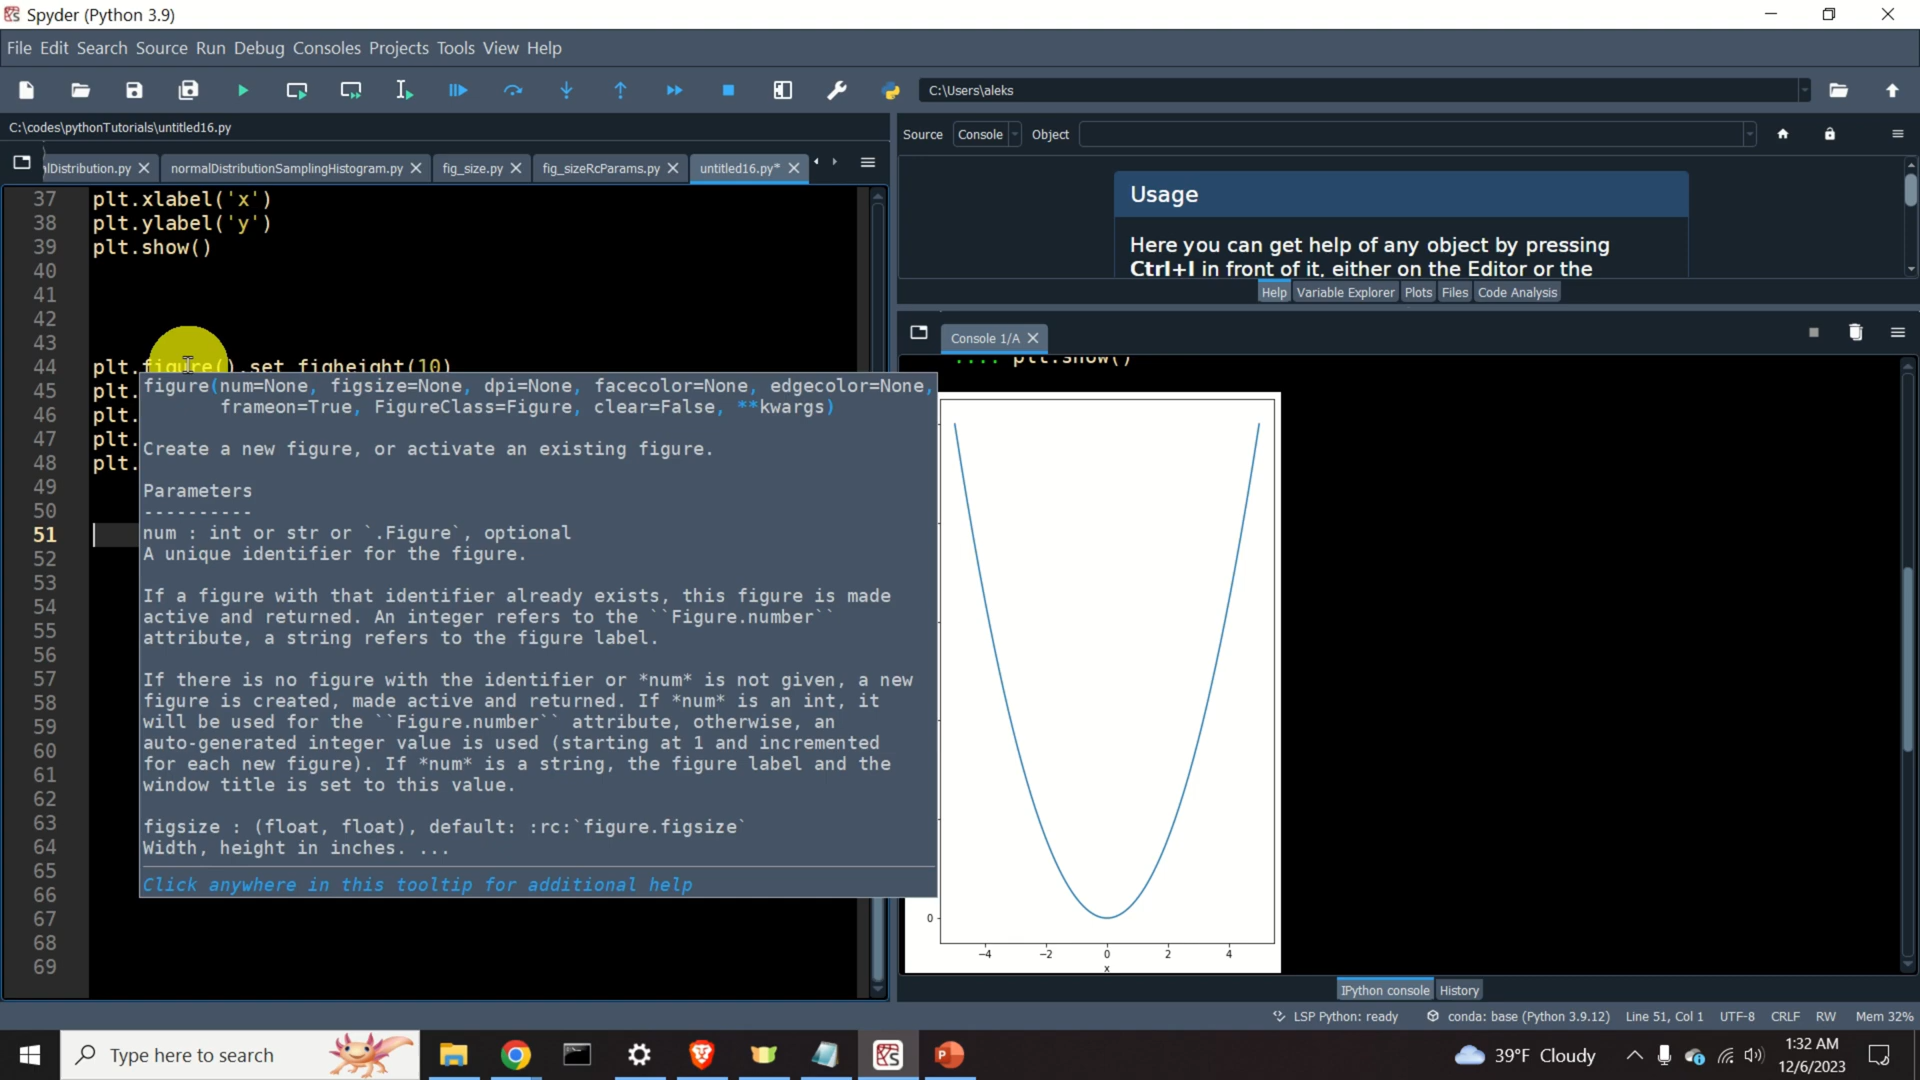 Spyder (Python 3.9)
File Edit Search Source Run Debug Consoles Projects Tools View Help
C:\Users\aleks
C:\codes\pythonTutorials\untitled16.py
Source Console Object
lDistribution.py normalDistributionSamplingHistogram.py fig_size.py fig_sizeRcParams.py untitled16.py*
Usage
Here you can get help of any object by pressing
Ctrl+I in front of it, either on the Editor or the
Help Variable Explorer Plots Files Code Analysis
Console 1/A
.... plt.show()
37 plt.xlabel('x')
38 plt.ylabel('y')
39 plt.show()
40
41
42
43
44 plt.figure().set_figheight(10)
45 plt.
46 plt.
47 plt.
48 plt.
49
50
51
52
53
54
55
56
57
58
59
60
61
62
63
64
65
66
67
68
69
figure(num=None, figsize=None, dpi=None, facecolor=None, edgecolor=None,
frameon=True, FigureClass=Figure, clear=False, **kwargs)
Create a new figure, or activate an existing figure.
Parameters
----------
num : int or str or `.Figure`, optional
A unique identifier for the figure.
If a figure with that identifier already exists, this figure is made
active and returned. An integer refers to the ``Figure.number``
attribute, a string refers to the figure label.
If there is no figure with the identifier or *num* is not given, a new
figure is created, made active and returned. If *num* is an int, it
will be used for the ``Figure.number`` attribute, otherwise, an
auto-generated integer value is used (starting at 1 and incremented
for each new figure). If *num* is a string, the figure label and the
window title is set to this value.
figsize : (float, float), default: :rc:`figure.figsize`
Width, height in inches. ...
Click anywhere in this tooltip for additional help
0
−4 −2 0 2 4
x
IPython console History
LSP Python: ready conda: base (Python 3.9.12) Line 51, Col 1 UTF-8 CRLF RW Mem 32%
Type here to search
39°F Cloudy
1:32 AM
12/6/2023